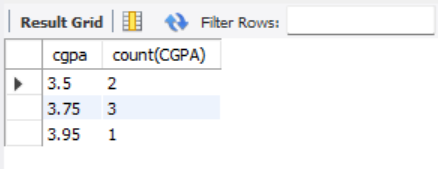 Result Grid Filter Rows:
cgpa count(CGPA)
3.5 2
3.75 3
3.95 1